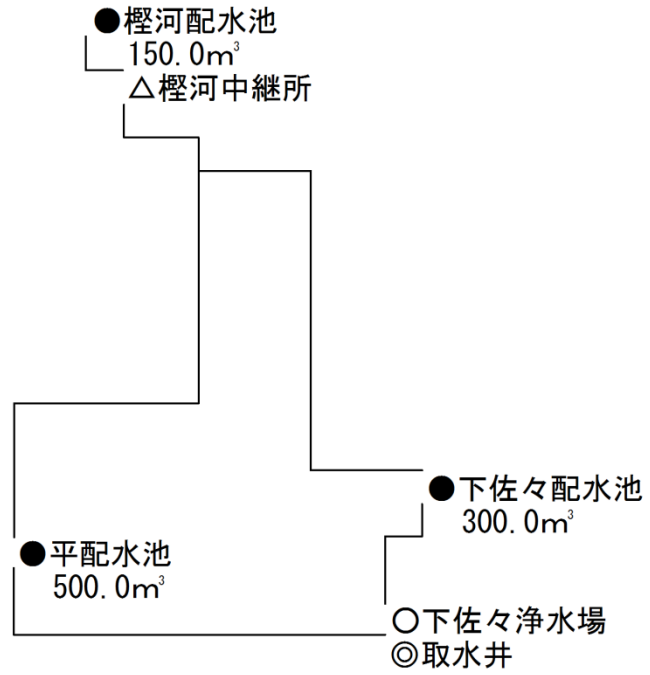 ●樫河配水池
150.0m³
△樫河中継所
●下佐々配水池
300.0m³
●平配水池
500.0m³
○下佐々浄水場
◎取水井